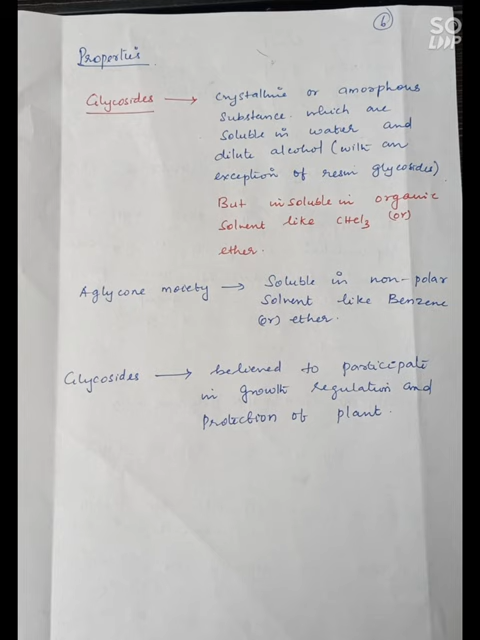 6
SO
LOOP
Properties
Glycosides → Crystalline or amorphous
Substance which are
soluble in water and
dilute alcohol (with an
exception of resin glycosides)
But insoluble in organic
solvent like CHCl3 (or)
ether.
Aglycone moiety → Soluble in non-polar
solvent like Benzene
(or) ether.
Glycosides → believed to participate
in growth regulation and
protection of plant.